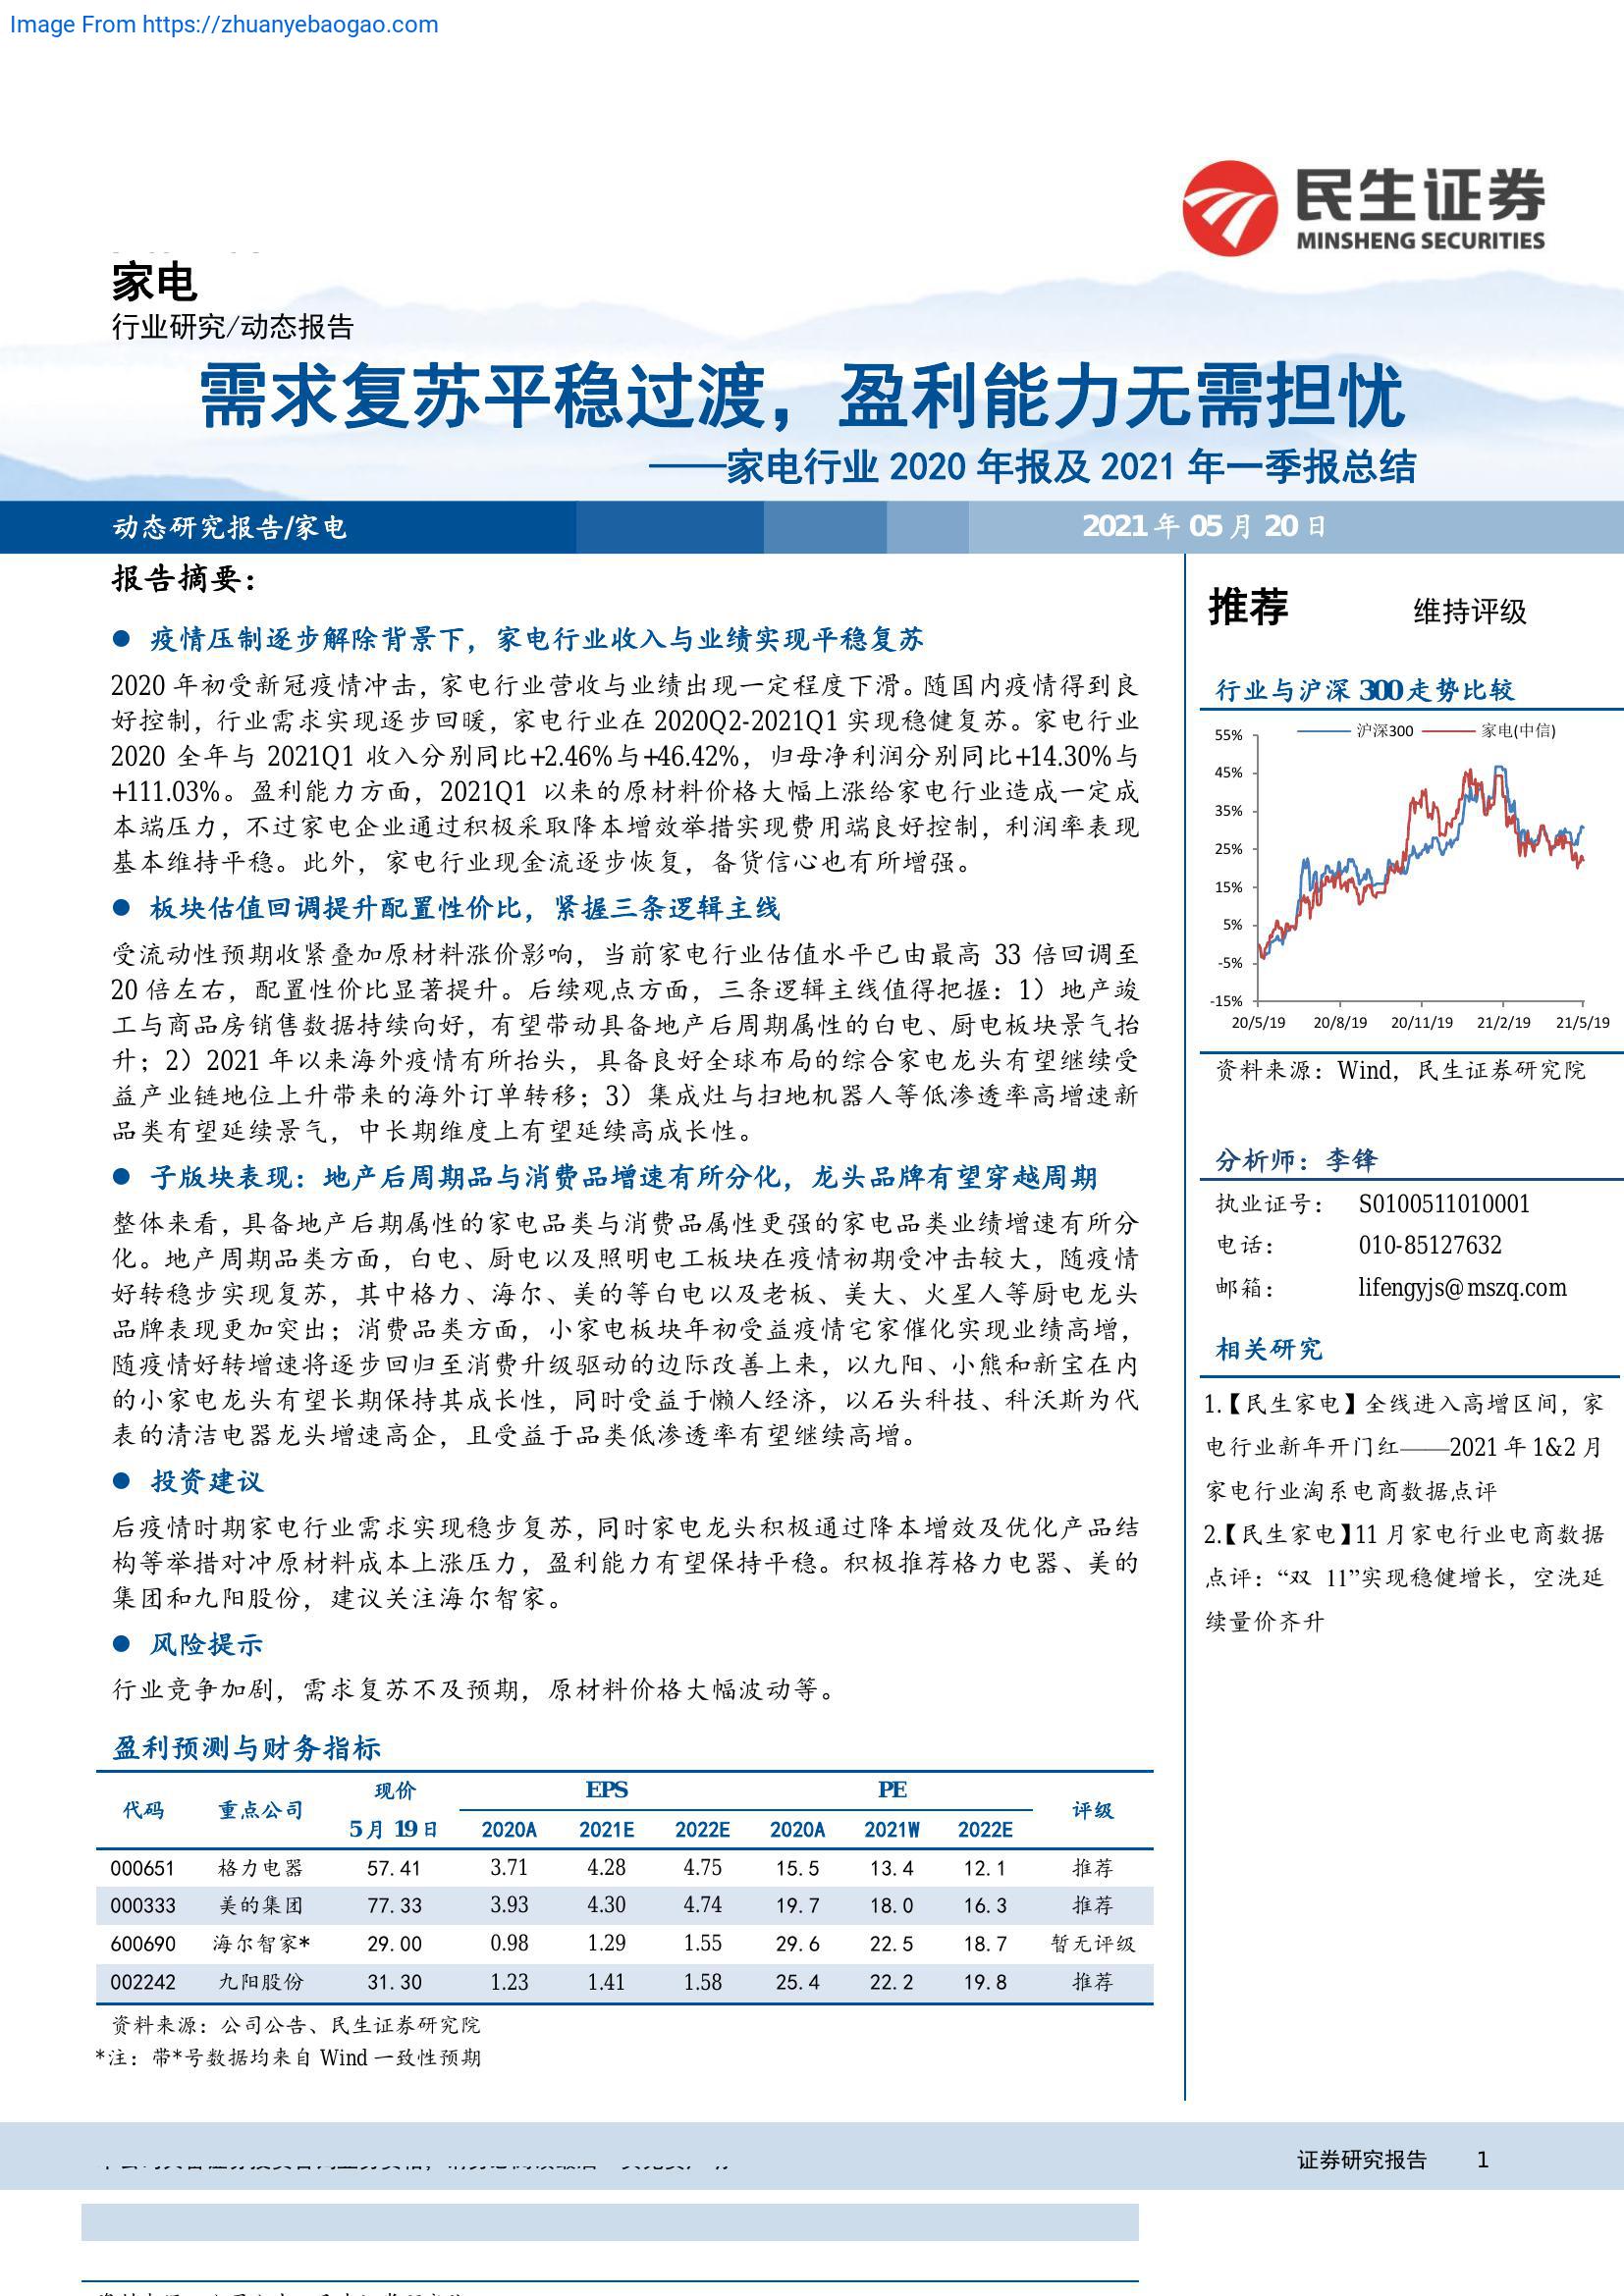 Image From https://zhuanyebaogao.com
民生证券
MINSHENG SECURITIES
家电
行业研究/动态报告
需求复苏平稳过渡，盈利能力无需担忧
——家电行业 2020 年报及 2021 年一季报总结
动态研究报告/家电
2021 年 05 月 20 日
报告摘要：
● 疫情压制逐步解除背景下，家电行业收入与业绩实现平稳复苏
2020 年初受新冠疫情冲击，家电行业营收与业绩出现一定程度下滑。随国内疫情得到良
好控制，行业需求实现逐步回暖，家电行业在 2020Q2-2021Q1 实现稳健复苏。家电行业
2020 全年与 2021Q1 收入分别同比+2.46%与+46.42%，归母净利润分别同比+14.30%与
+111.03%。盈利能力方面，2021Q1 以来的原材料价格大幅上涨给家电行业造成一定成
本端压力，不过家电企业通过积极采取降本增效举措实现费用端良好控制，利润率表现
基本维持平稳。此外，家电行业现金流逐步恢复，备货信心也有所增强。
● 板块估值回调提升配置性价比，紧握三条逻辑主线
受流动性预期收紧叠加原材料涨价影响，当前家电行业估值水平已由最高 33 倍回调至
20 倍左右，配置性价比显著提升。后续观点方面，三条逻辑主线值得把握：1）地产竣
工与商品房销售数据持续向好，有望带动具备地产后周期属性的白电、厨电板块景气抬
升；2）2021 年以来海外疫情有所抬头，具备良好全球布局的综合家电龙头有望继续受
益产业链地位上升带来的海外订单转移；3）集成灶与扫地机器人等低渗透率高增速新
品类有望延续景气，中长期维度上有望延续高成长性。
● 子版块表现：地产后周期品与消费品增速有所分化，龙头品牌有望穿越周期
整体来看，具备地产后期属性的家电品类与消费品属性更强的家电品类业绩增速有所分
化。地产周期品类方面，白电、厨电以及照明电工板块在疫情初期受冲击较大，随疫情
好转稳步实现复苏，其中格力、海尔、美的等白电以及老板、美大、火星人等厨电龙头
品牌表现更加突出；消费品类方面，小家电板块年初受益疫情宅家催化实现业绩高增，
随疫情好转增速将逐步回归至消费升级驱动的边际改善上来，以九阳、小熊和新宝在内
的小家电龙头有望长期保持其成长性，同时受益于懒人经济，以石头科技、科沃斯为代
表的清洁电器龙头增速高企，且受益于品类低渗透率有望继续高增。
● 投资建议
后疫情时期家电行业需求实现稳步复苏，同时家电龙头积极通过降本增效及优化产品结
构等举措对冲原材料成本上涨压力，盈利能力有望保持平稳。积极推荐格力电器、美的
集团和九阳股份，建议关注海尔智家。
● 风险提示
行业竞争加剧，需求复苏不及预期，原材料价格大幅波动等。
盈利预测与财务指标
代码 重点公司 现价 EPS PE 评级
5 月 19 日 2020A 2021E 2022E 2020A 2021W 2022E
000651 格力电器 57.41 3.71 4.28 4.75 15.5 13.4 12.1 推荐
000333 美的集团 77.33 3.93 4.30 4.74 19.7 18.0 16.3 推荐
600690 海尔智家* 29.00 0.98 1.29 1.55 29.6 22.5 18.7 暂无评级
002242 九阳股份 31.30 1.23 1.41 1.58 25.4 22.2 19.8 推荐
资料来源：公司公告、民生证券研究院
*注：带*号数据均来自 Wind 一致性预期
推荐 维持评级
行业与沪深 300 走势比较
沪深300 家电(中信)
55%
45%
35%
25%
15%
5%
-5%
-15%
20/5/19 20/8/19 20/11/19 21/2/19 21/5/19
资料来源：Wind，民生证券研究院
分析师：李锋
执业证号： S0100511010001
电话： 010-85127632
邮箱： lifengyjs@mszq.com
相关研究
1.【民生家电】全线进入高增区间，家
电行业新年开门红——2021 年 1&2 月
家电行业淘系电商数据点评
2.【民生家电】11 月家电行业电商数据
点评：“双 11”实现稳健增长，空洗延
续量价齐升
证券研究报告 1